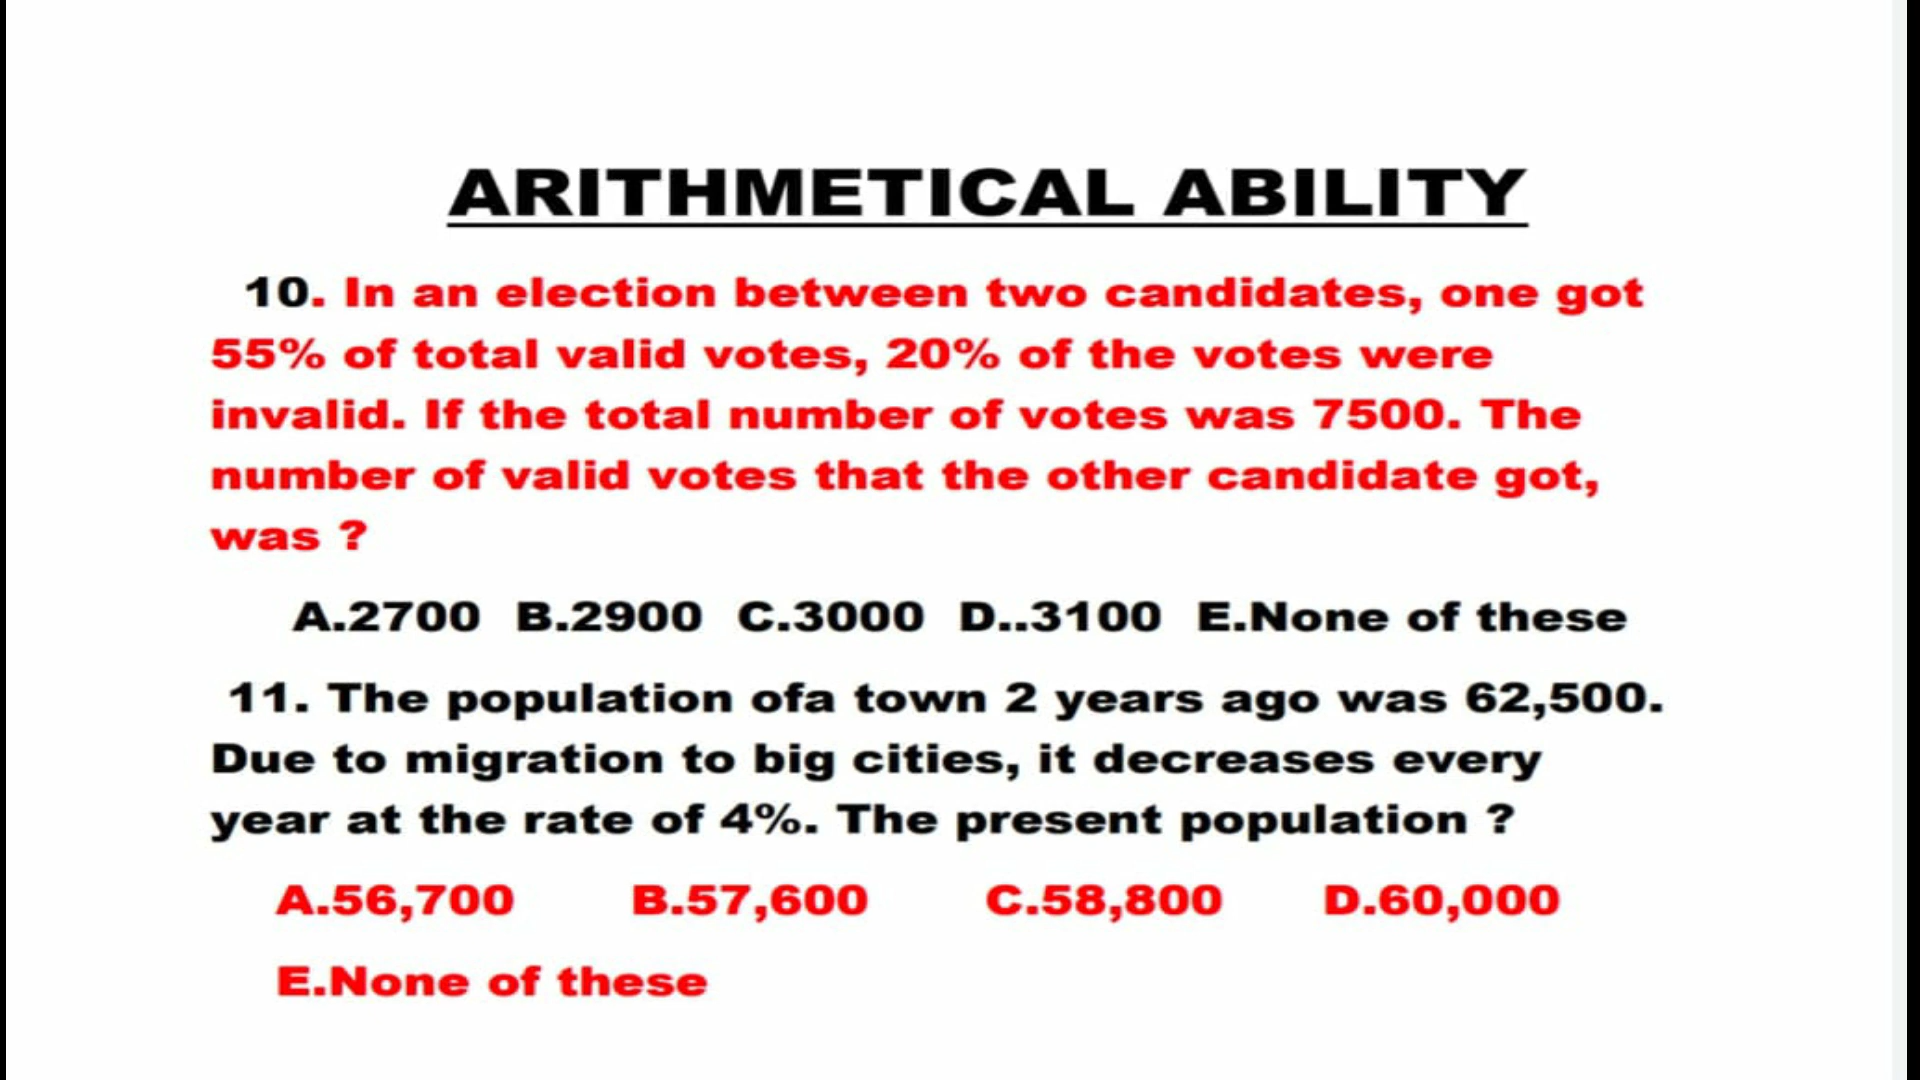 ARITHMETICAL ABILITY
10. In an election between two candidates, one got
55% of total valid votes, 20% of the votes were
invalid. If the total number of votes was 7500. The
number of valid votes that the other candidate got,
was ?
A.2700 B.2900 C.3000 D..3100 E.None of these
11. The population ofa town 2 years ago was 62,500.
Due to migration to big cities, it decreases every
year at the rate of 4%. The present population ?
A.56,700 B.57,600 C.58,800 D.60,000
E.None of these